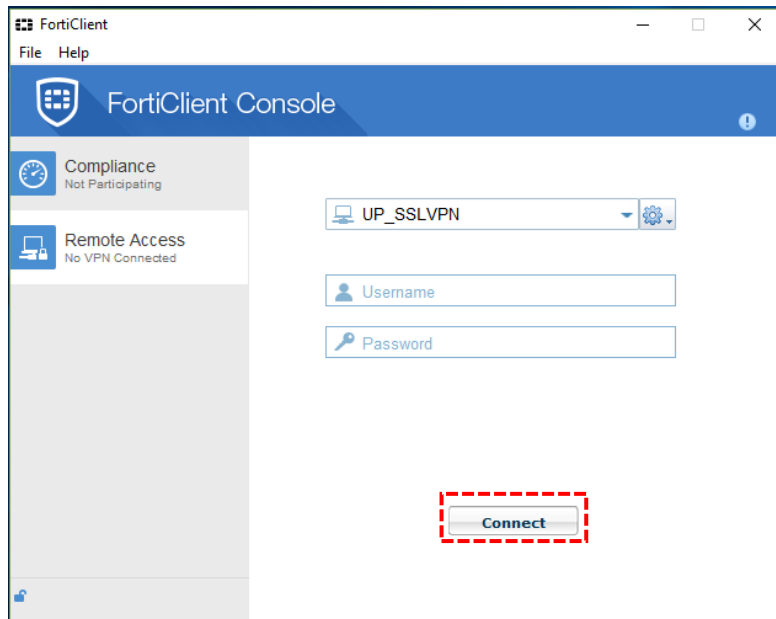 FortiClient
File Help
FortiClient Console
Compliance
Not Participating
Remote Access
No VPN Connected
UP_SSLVPN
Username
Password
Connect